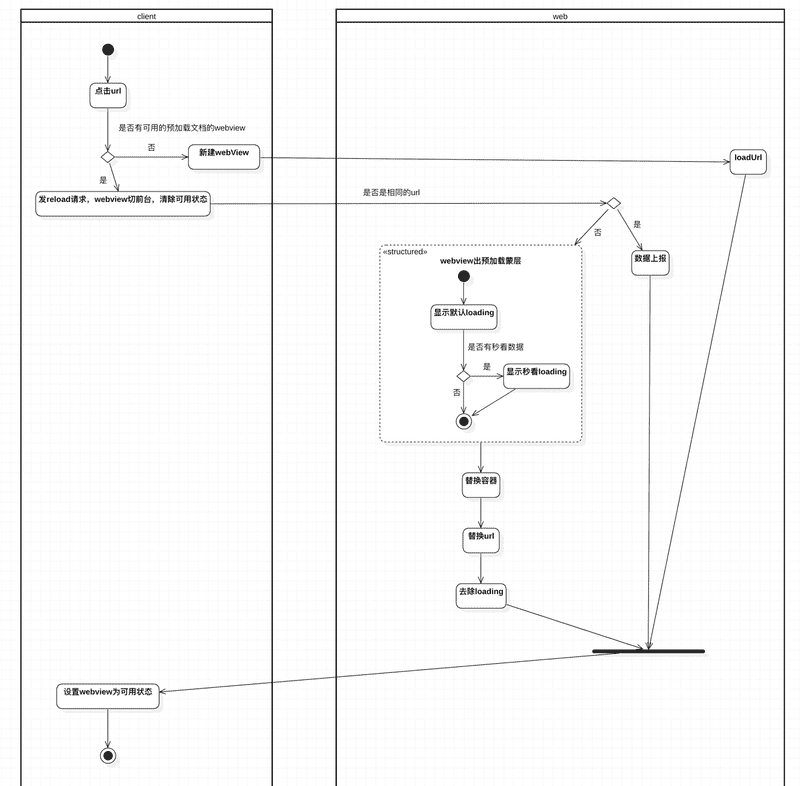 client
web
点击url
是否有可用的预加载文档的webview
否
新建webView
loadUrl
是
发reload请求，webview切前台，清除可用状态
是否是相同的url
否
是
«structured»
webview出预加载蒙层
数据上报
显示默认loading
是否有秒看数据
是
显示秒看loading
否
替换容器
替换url
去除loading
设置webview为可用状态